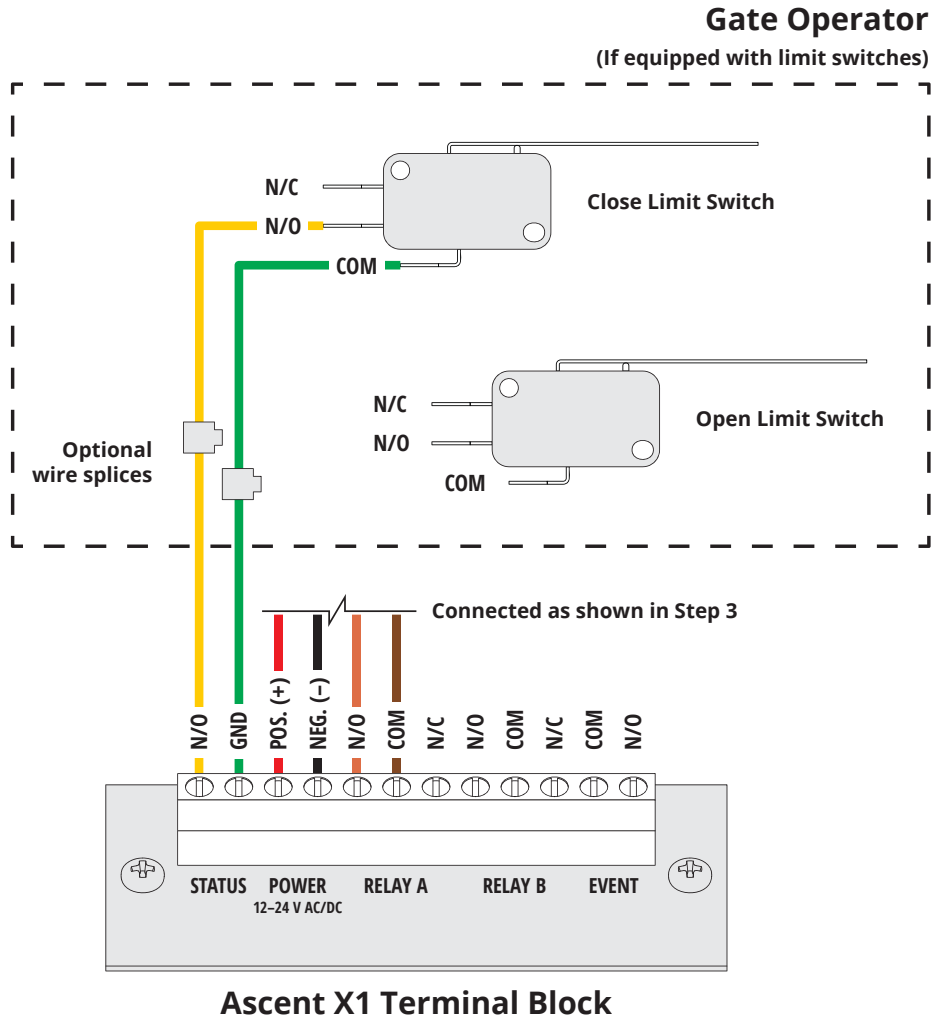 Gate Operator
(If equipped with limit switches)
N/C
N/O
COM
Close Limit Switch
N/C
N/O
COM
Open Limit Switch
Optional
wire splices
Connected as shown in Step 3
N/O
GND
POS. (+)
NEG. (−)
N/O
COM
N/C
N/O
COM
N/C
COM
N/O
STATUS
POWER
12–24 V AC/DC
RELAY A
RELAY B
EVENT
Ascent X1 Terminal Block